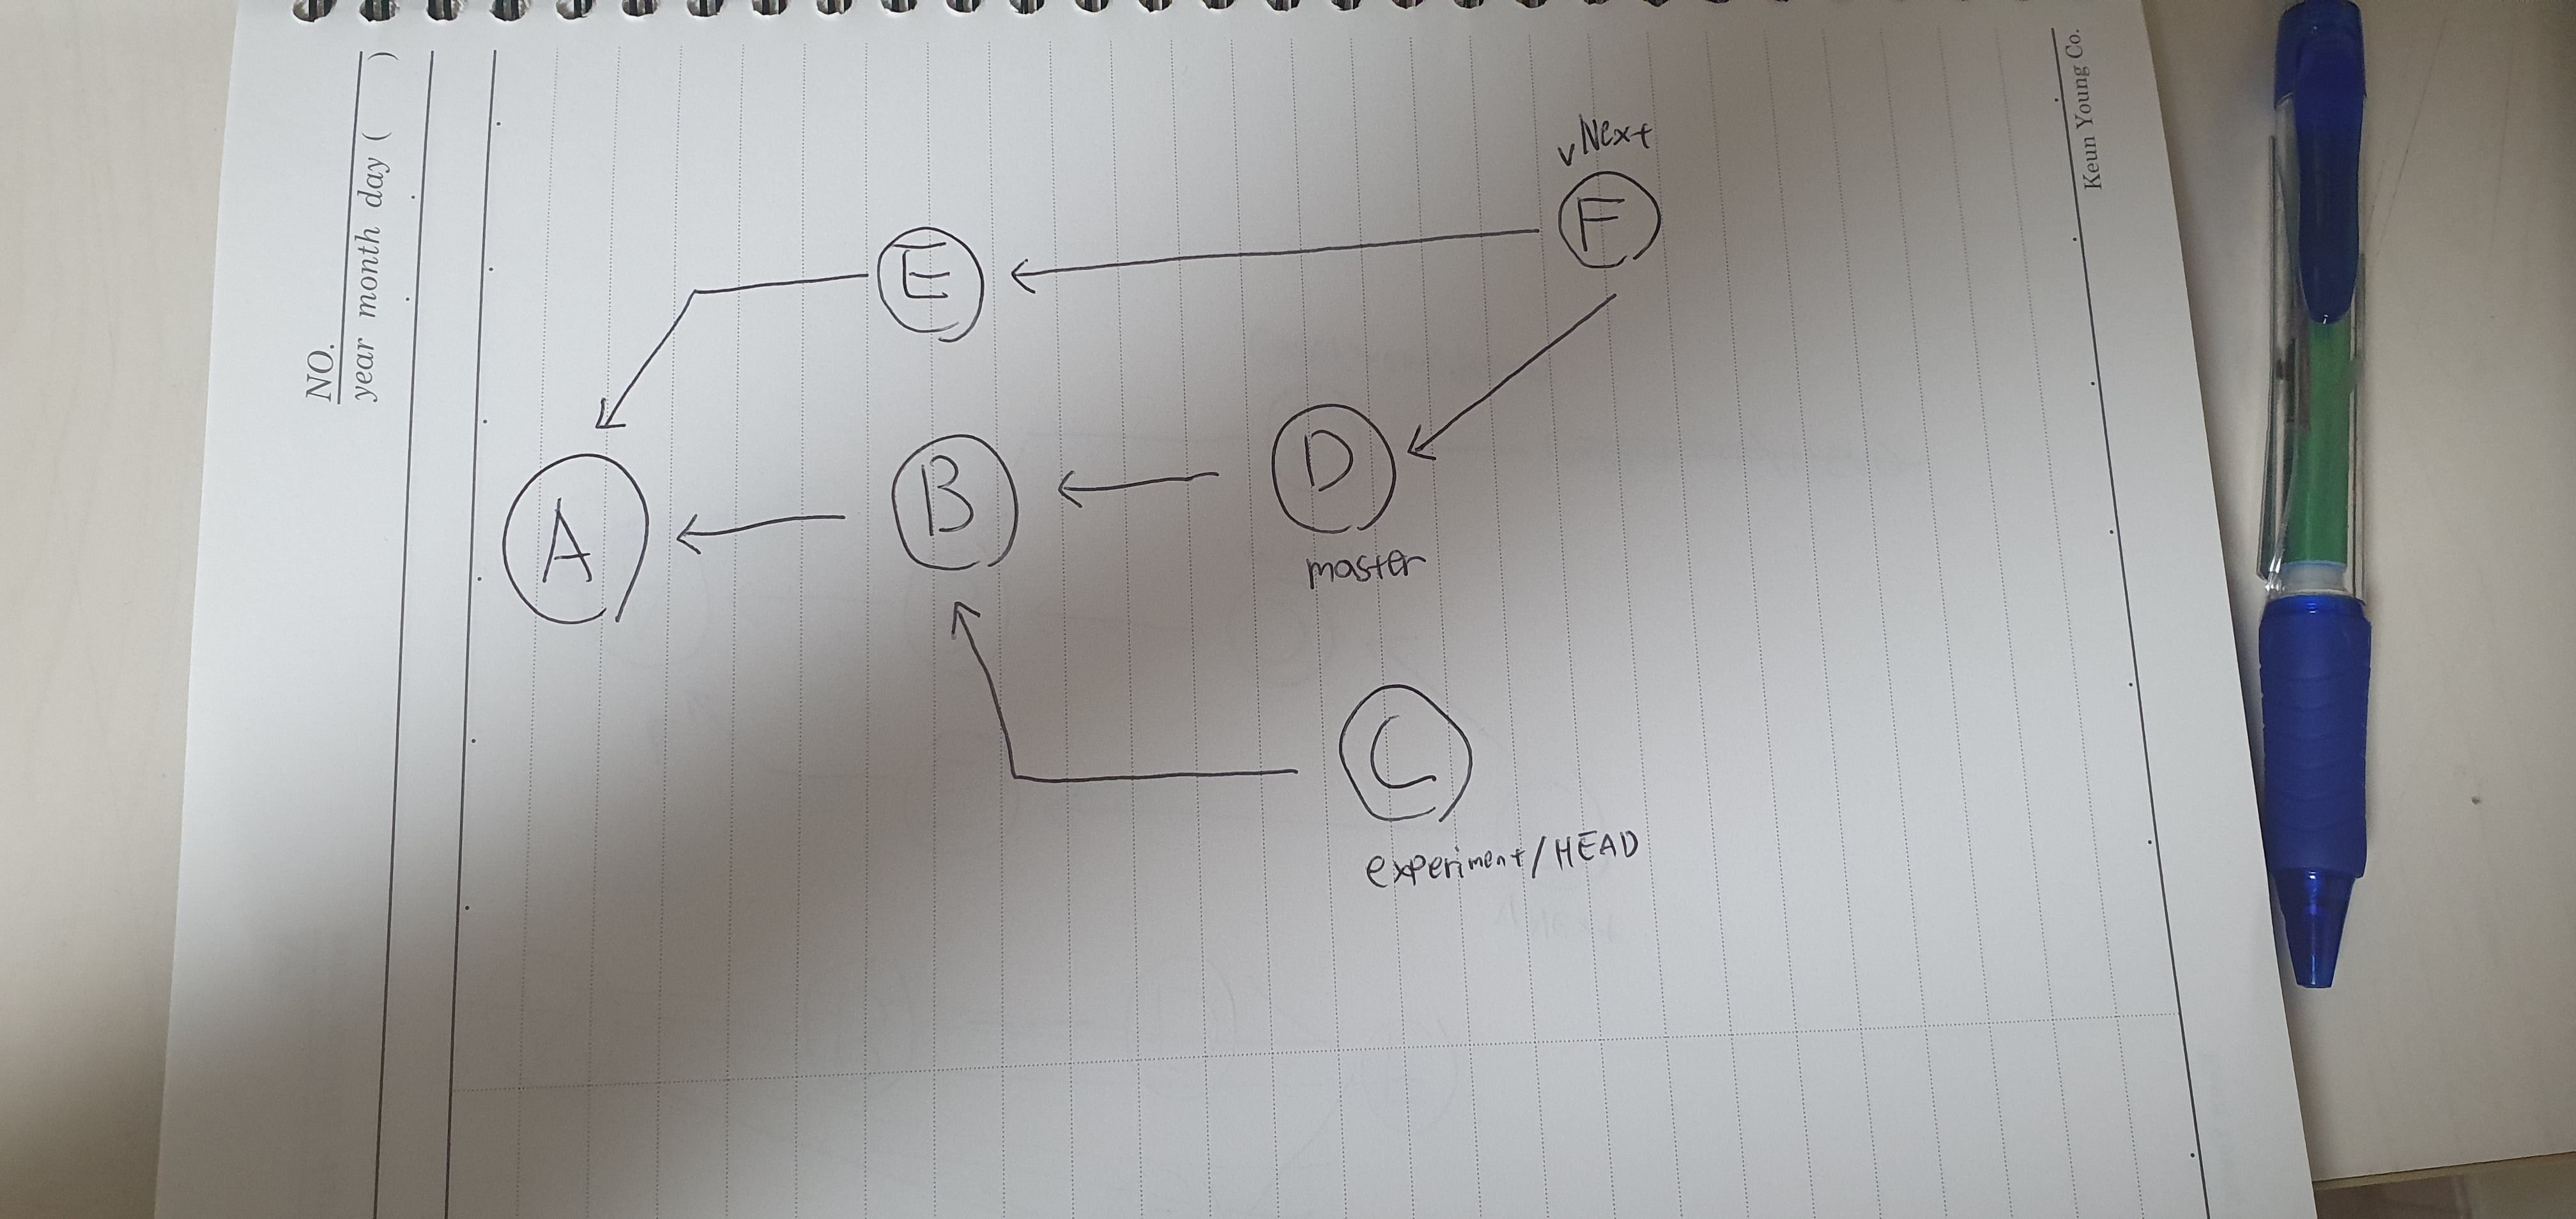 NO.
year month day ( )
vNext
E
F
A
B
D
master
C
experiment/HEAD
Keun Young Co.